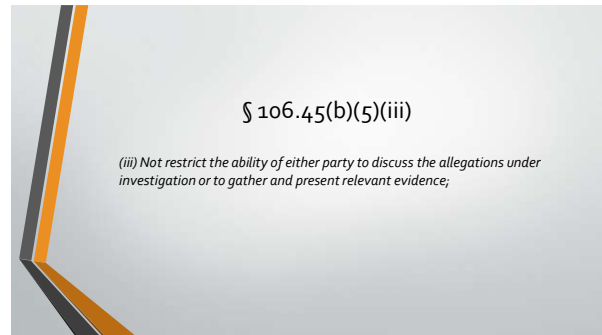 § 106.45(b)(5)(iii)
(iii) Not restrict the ability of either party to discuss the allegations under
investigation or to gather and present relevant evidence;